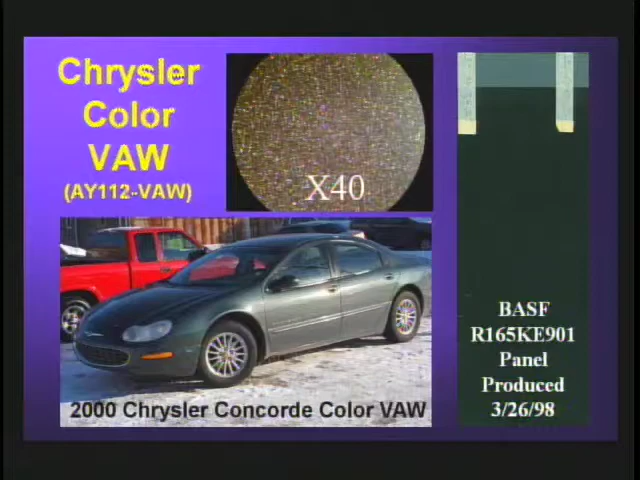 Chrysler
Color
VAW
(AY112-VAW)
X40
2000 Chrysler Concorde Color VAW
BASF
R165KE901
Panel
Produced
3/26/98